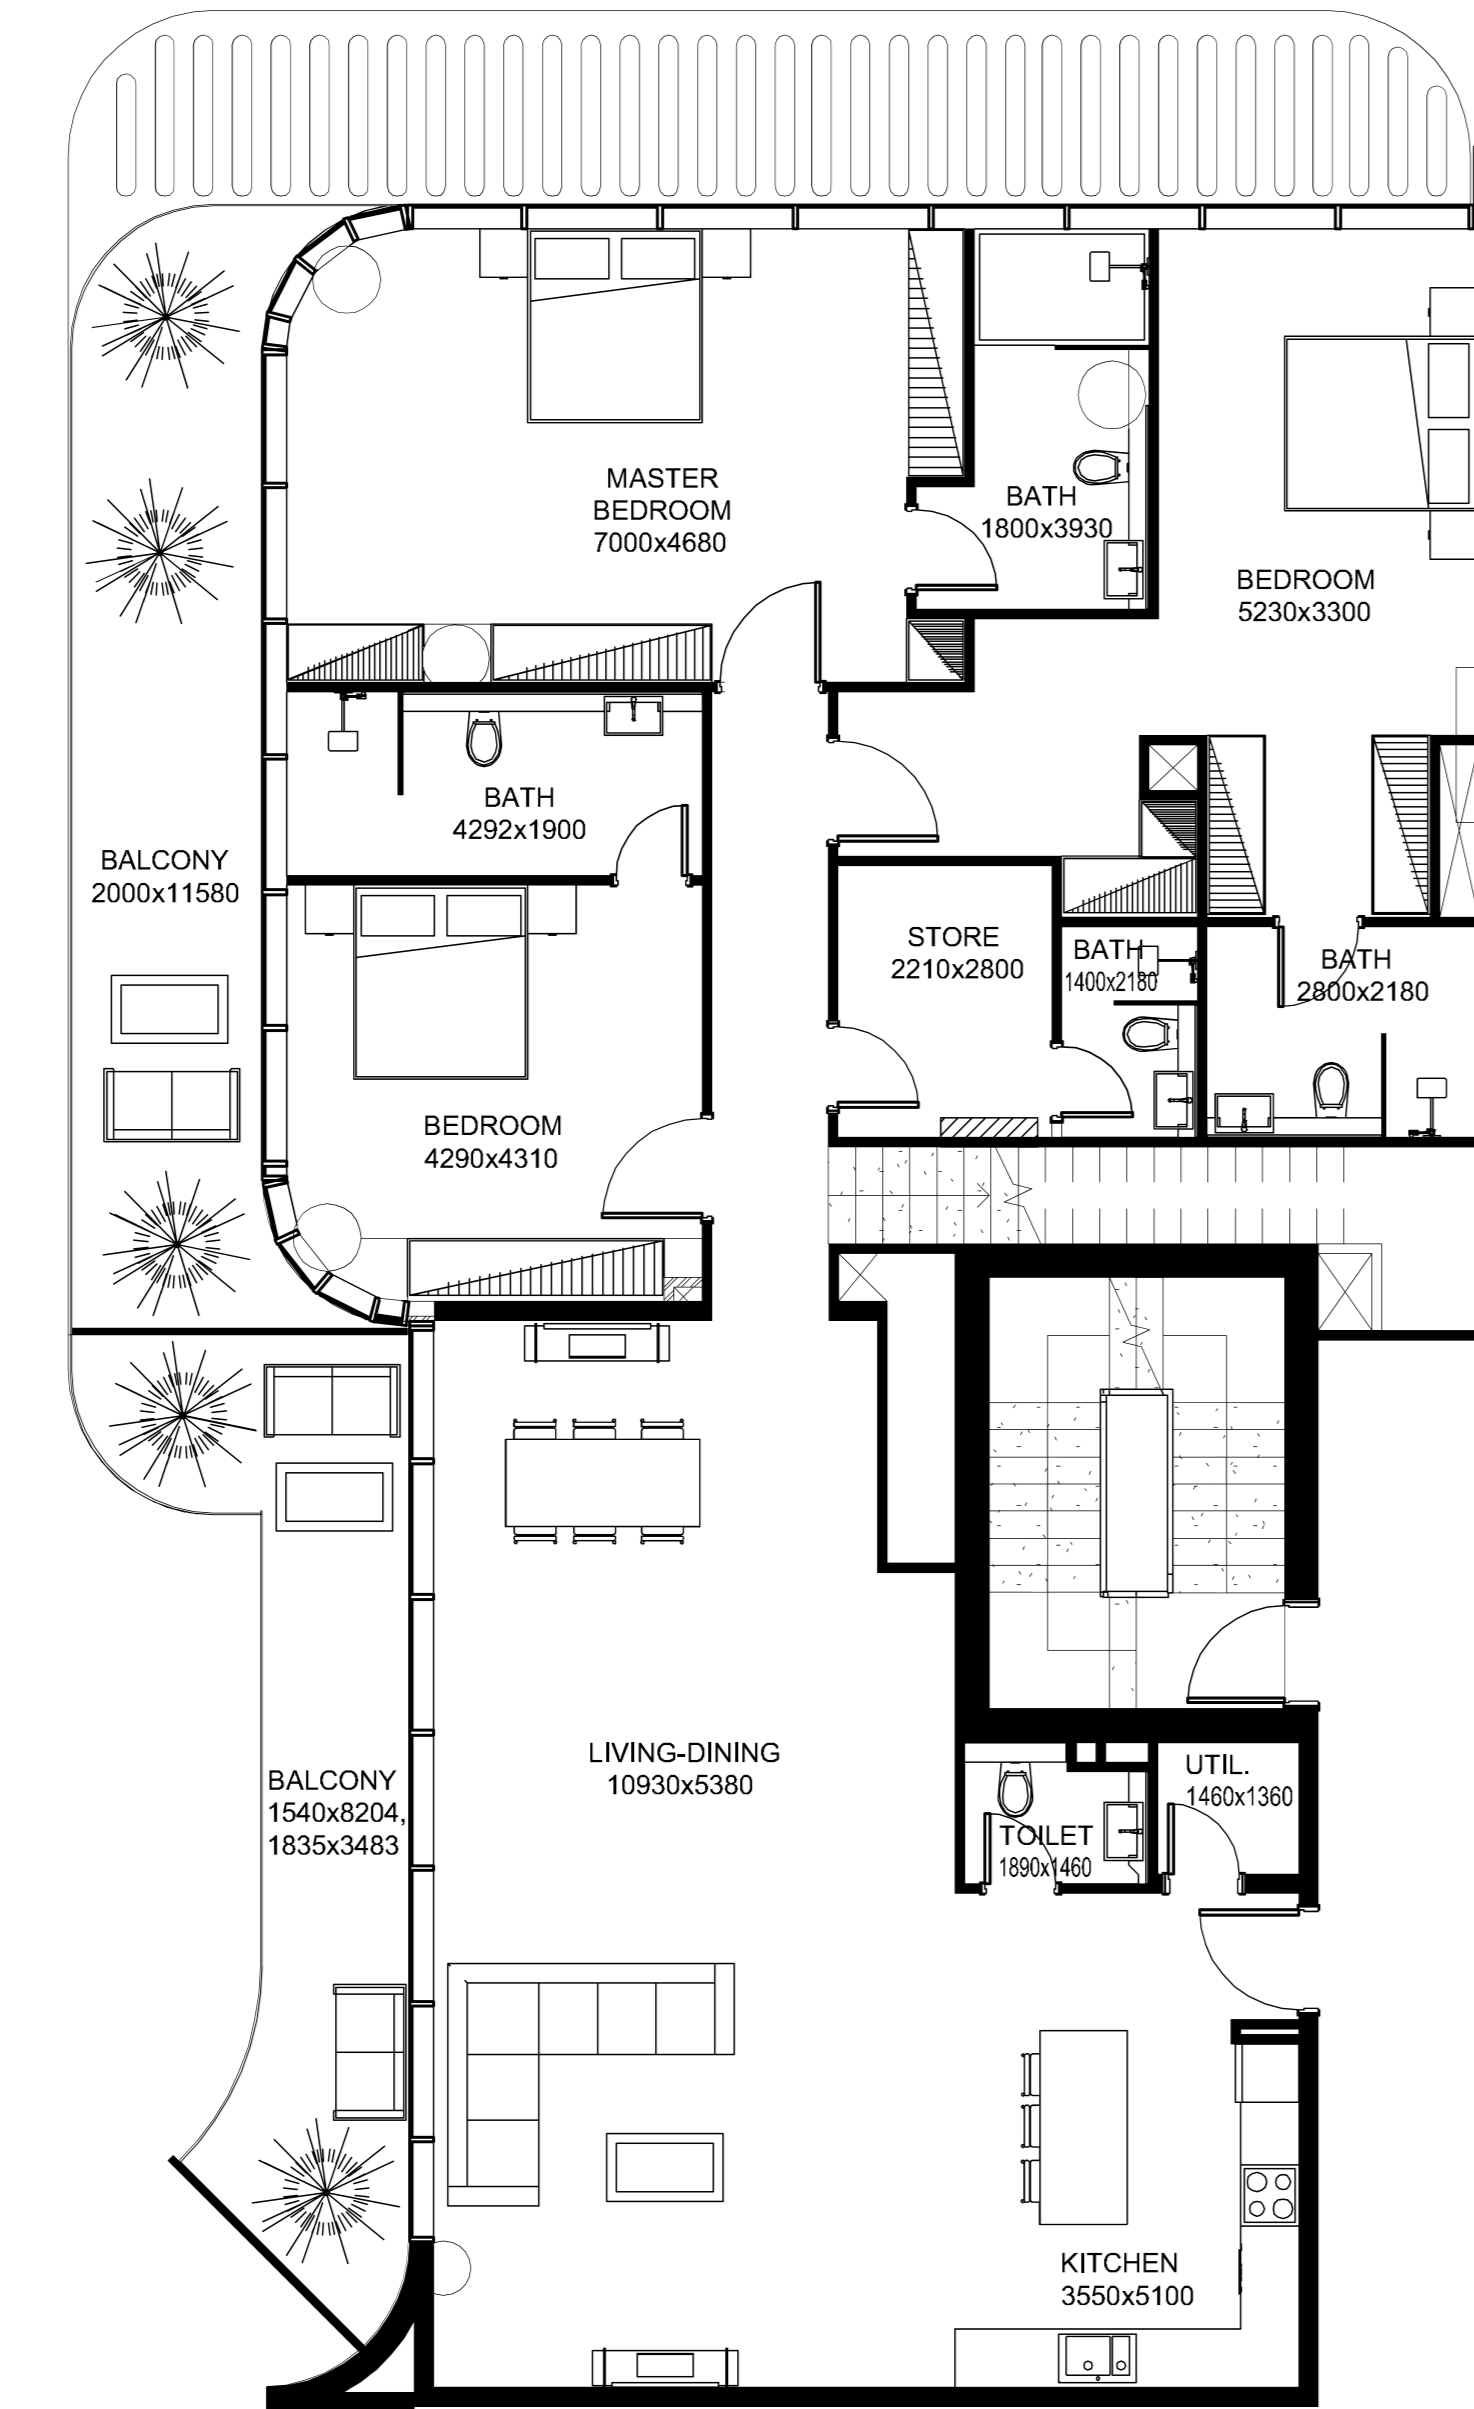 MASTER
BEDROOM
7000x4680
BATH
1800x3930
BEDROOM
5230x3300
BATH
4292x1900
BALCONY
2000x11580
STORE
2210x2800
BATH
1400x2180
BATH
2800x2180
BEDROOM
4290x4310
LIVING-DINING
10930x5380
BALCONY
1540x8204,
1835x3483
UTIL.
1460x1360
TOILET
1890x1460
KITCHEN
3550x5100